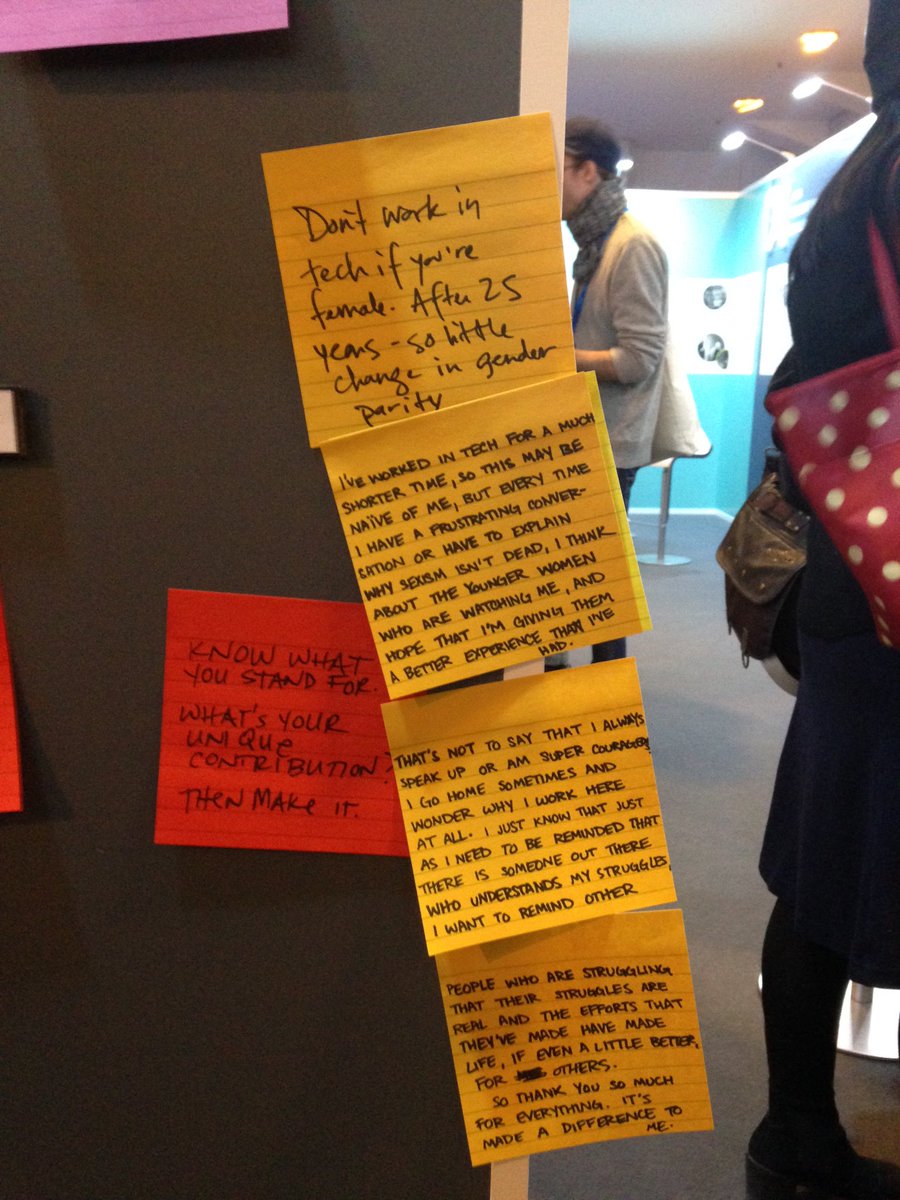 Don't work in
tech if you're
female. After 25
years - so little
change in gender
parity
I'VE WORKED IN TECH FOR A MUCH
SHORTER TIME, SO THIS MAY BE
NAÏVE OF ME, BUT EVERY TIME
I HAVE A FRUSTRATING CONVER-
SATION OR HAVE TO EXPLAIN
WHY SEXISM ISN'T DEAD, I THINK
ABOUT THE YOUNGER WOMEN
WHO ARE WATCHING ME, AND
HOPE THAT I'M GIVING THEM
A BETTER EXPERIENCE THAN I'VE
HAD.
KNOW WHAT
YOU STAND FOR.
WHAT'S YOUR
UNIQUE
CONTRIBUTION?
THEN MAKE IT.
THAT'S NOT TO SAY THAT I ALWAYS
SPEAK UP OR AM SUPER COURAGEOUS
I GO HOME SOMETIMES AND
WONDER WHY I WORK HERE
AT ALL. I JUST KNOW THAT JUST
AS I NEED TO BE REMINDED THAT
THERE IS SOMEONE OUT THERE
WHO UNDERSTANDS MY STRUGGLES,
I WANT TO REMIND OTHER
PEOPLE WHO ARE STRUGGLING
THAT THEIR STRUGGLES ARE
REAL AND THE EFFORTS THAT
THEY'VE MADE HAVE MADE
LIFE, IF EVEN A LITTLE BETTER,
FOR OTHERS.
SO THANK YOU SO MUCH
FOR EVERYTHING. IT'S
MADE A DIFFERENCE TO
ME.